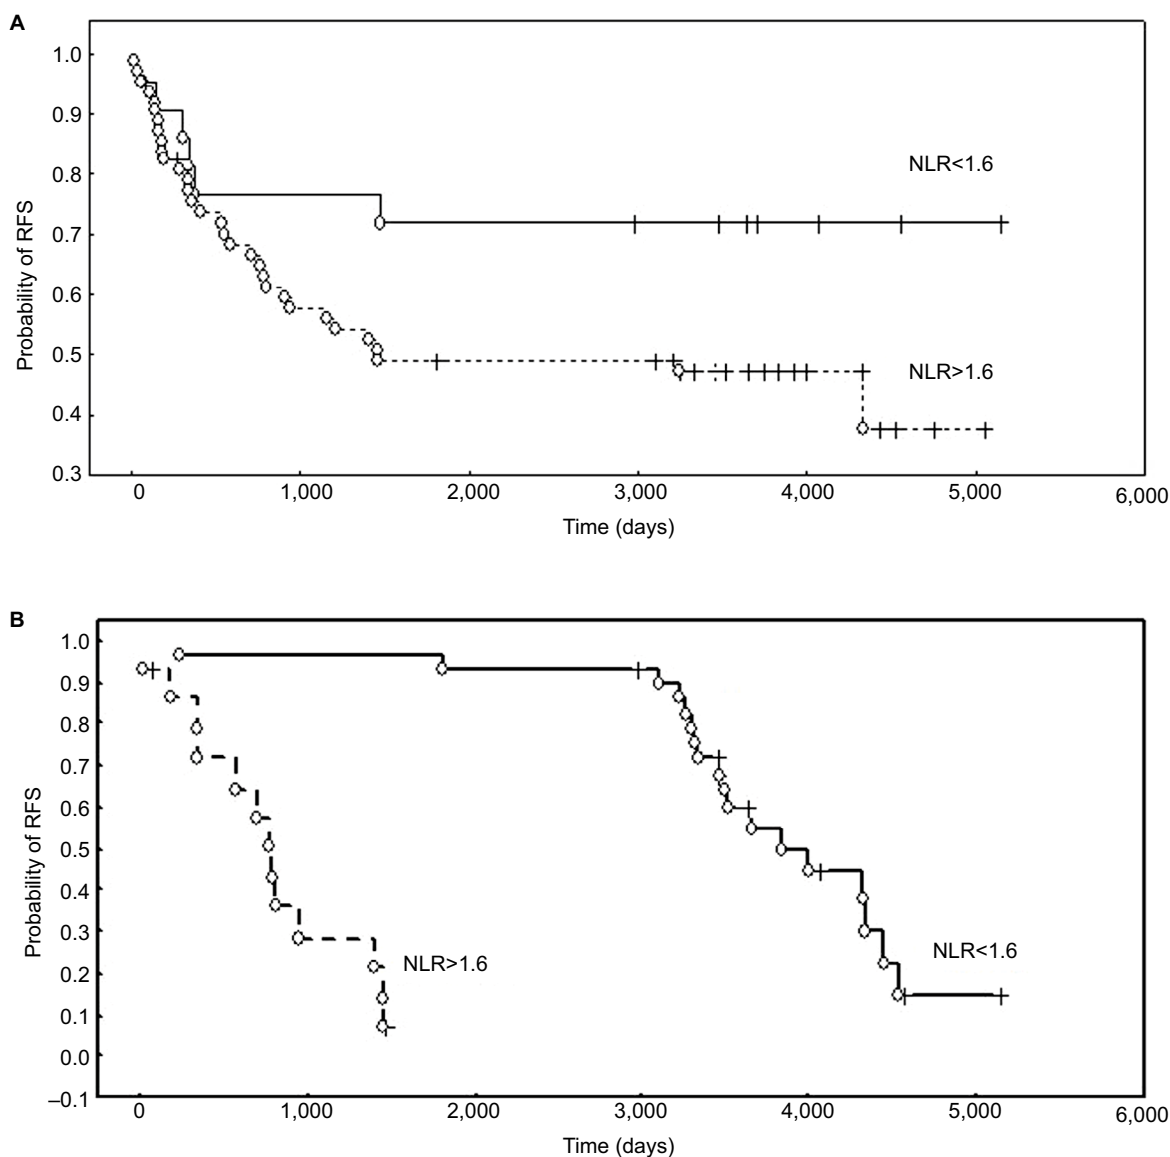 A
1.0
0.9
0.8
0.7
0.6
0.5
0.4
0.3
Probability of RFS
NLR<1.6
NLR>1.6
0 1,000 2,000 3,000 4,000 5,000 6,000
Time (days)
B
1.0
0.9
0.8
0.7
0.6
0.5
0.4
0.3
0.2
0.1
0.0
–0.1
Probability of RFS
NLR>1.6
NLR<1.6
0 1,000 2,000 3,000 4,000 5,000 6,000
Time (days)